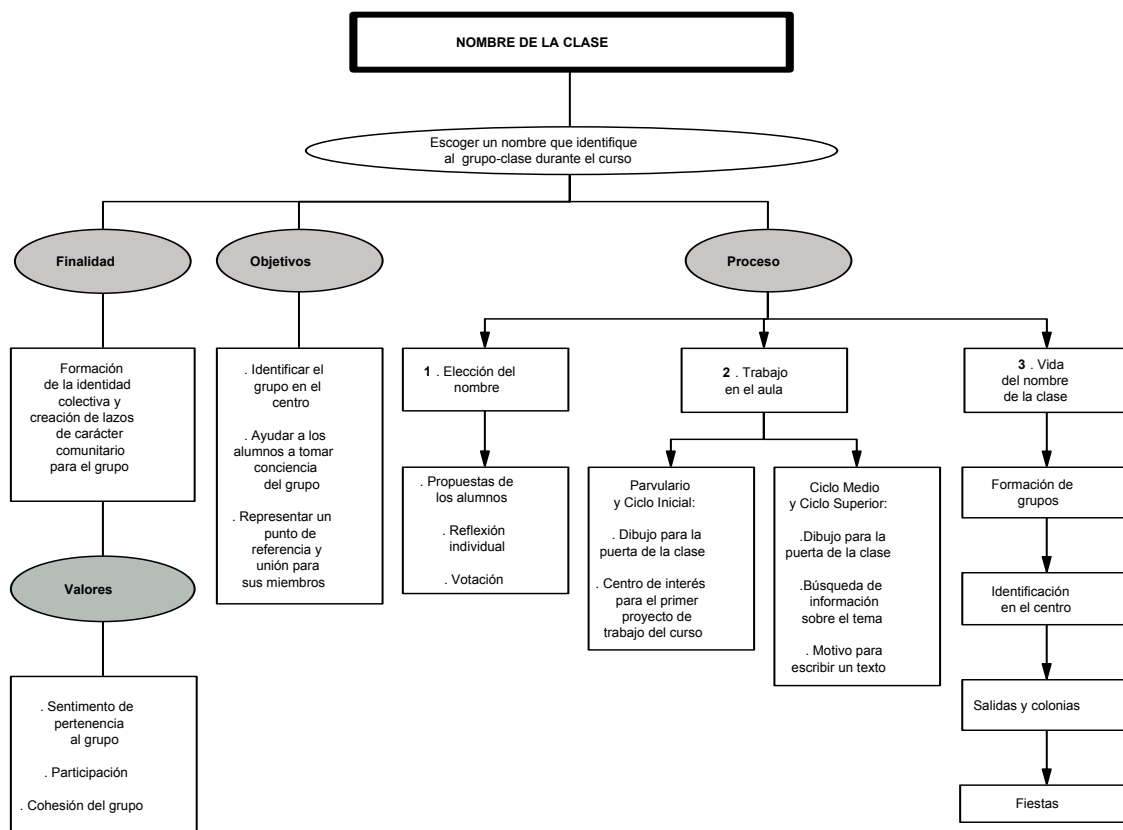 NOMBRE DE LA CLASE
Escoger un nombre que identifique
al grupo-clase durante el curso
Finalidad
Objetivos
Proceso
Formación
de la identidad
colectiva y
creación de lazos
de carácter
comunitario
para el grupo
Valores
. Sentimento de
pertenencia
al grupo
. Participación
. Cohesión del grupo
. Identificar el
grupo en el
centro
. Ayudar a los
alumnos a tomar
conciencia
del grupo
. Representar un
punto de
referencia y
unión para
sus miembros
1 . Elección del
nombre
. Propuestas de
los alumnos
. Reflexión
individual
. Votación
2 . Trabajo
en el aula
Parvulario
y Ciclo Inicial:
. Dibujo para la
puerta de la clase
. Centro de interés
para el primer
proyecto de
trabajo del curso
Ciclo Medio
y Ciclo Superior:
.Dibujo para la
puerta de la clase
.Búsqueda de
información
sobre el tema
. Motivo para
escribir un texto
3 . Vida
del nombre
de la clase
Formación de
grupos
Identificación
en el centro
Salidas y colonias
Fiestas